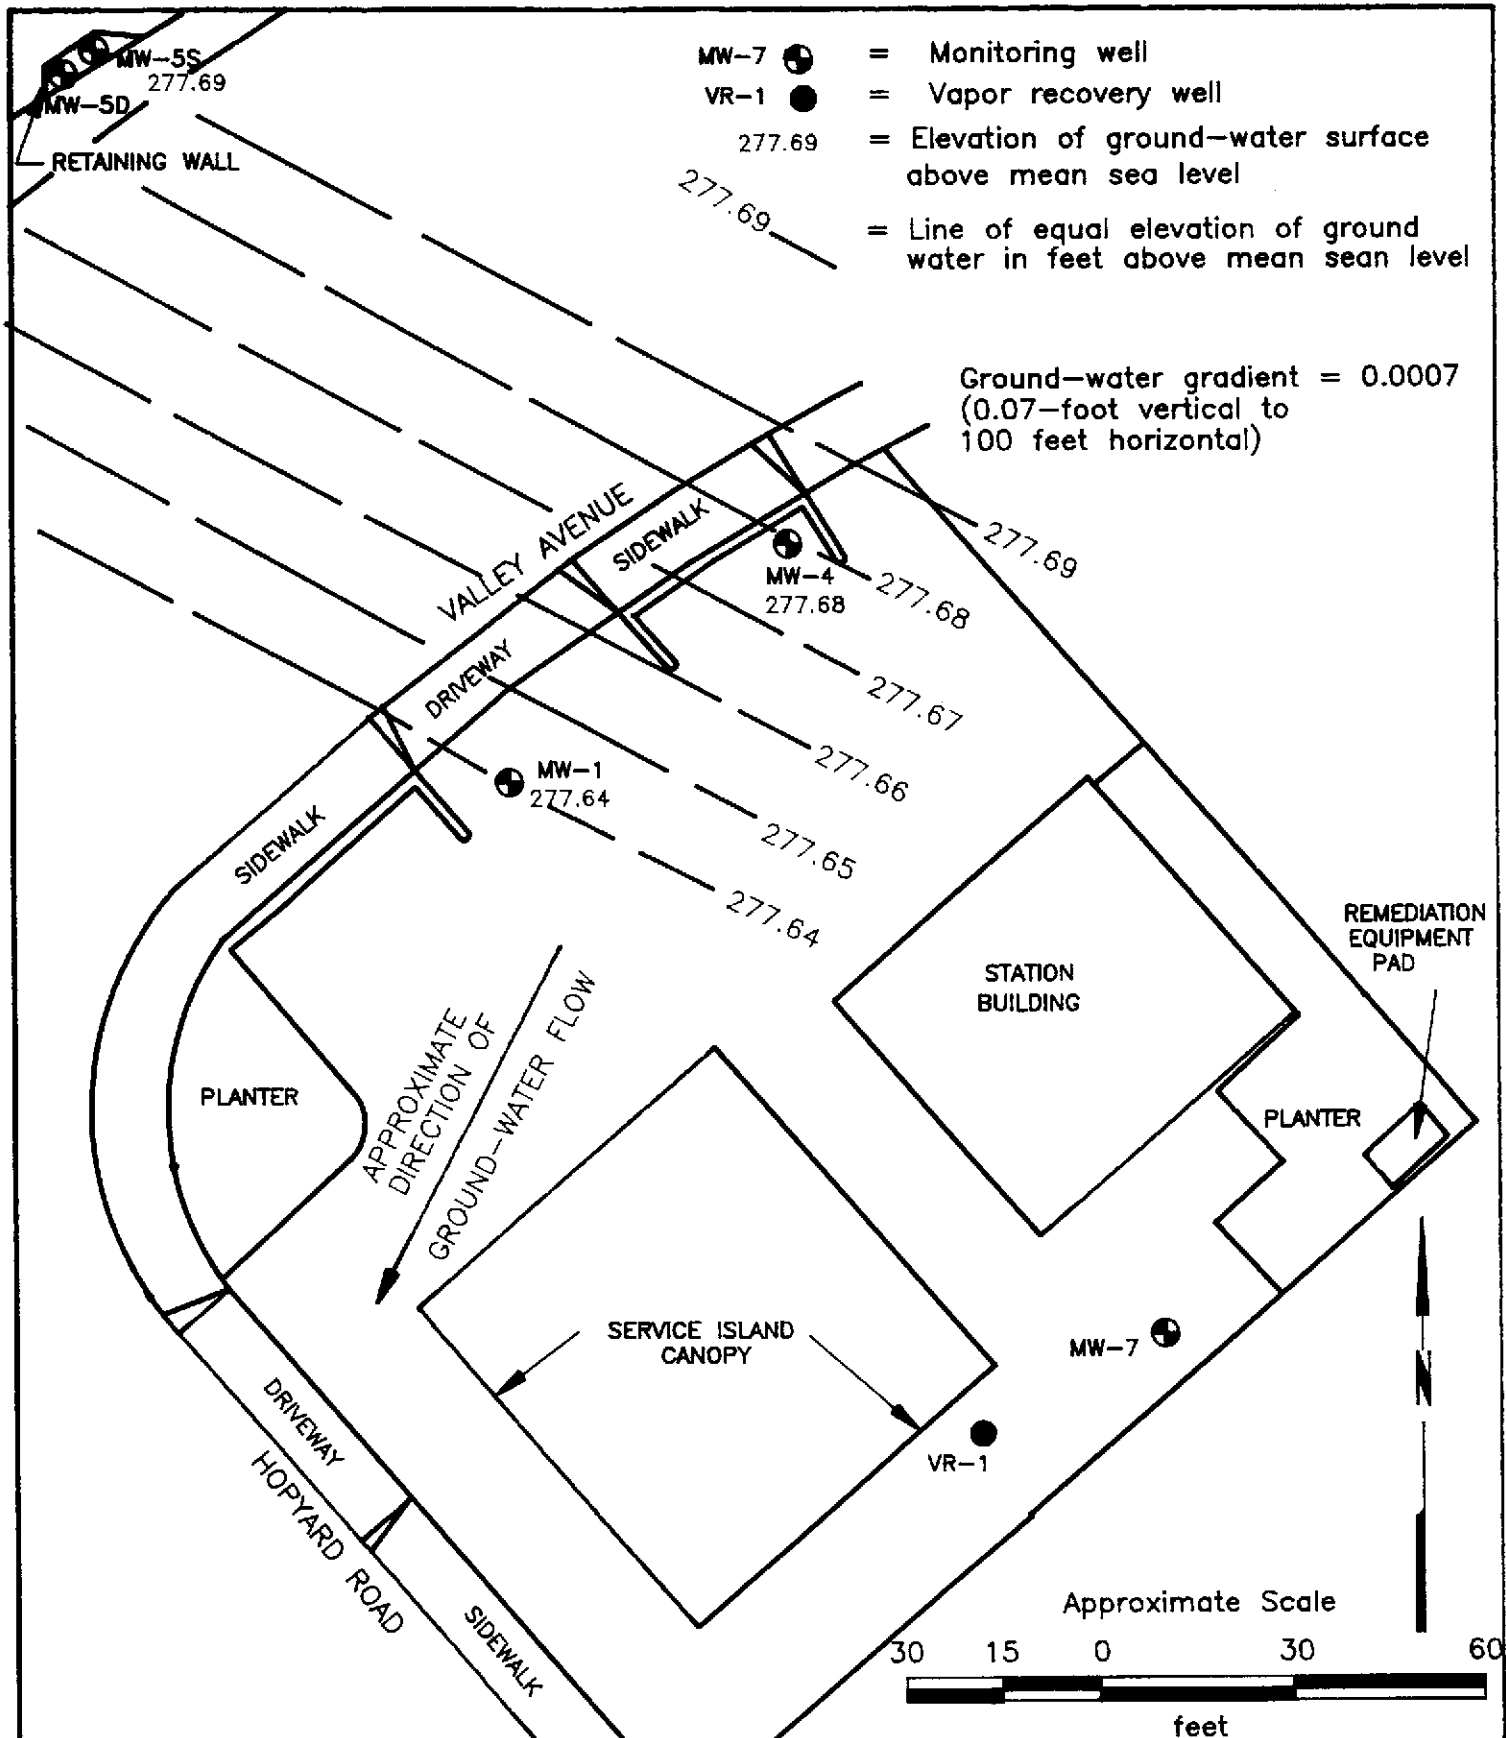 MW-5S
277.69
MW-5D
RETAINING WALL
MW-7 = Monitoring well
VR-1 = Vapor recovery well
277.69 = Elevation of ground-water surface
above mean sea level
277.69
= Line of equal elevation of ground
water in feet above mean sean level
Ground-water gradient = 0.0007
(0.07-foot vertical to
100 feet horizontal)
VALLEY AVENUE
SIDEWALK
MW-4
277.68
277.69
277.68
DRIVEWAY
277.67
277.66
MW-1
277.64
277.65
277.64
SIDEWALK
REMEDIATION
EQUIPMENT
PAD
STATION
BUILDING
PLANTER
PLANTER
APPROXIMATE
DIRECTION OF
GROUND-WATER FLOW
SERVICE ISLAND
CANOPY
MW-7
VR-1
DRIVEWAY
HOPYARD ROAD
SIDEWALK
N
Approximate Scale
30 15 0 30 60
feet